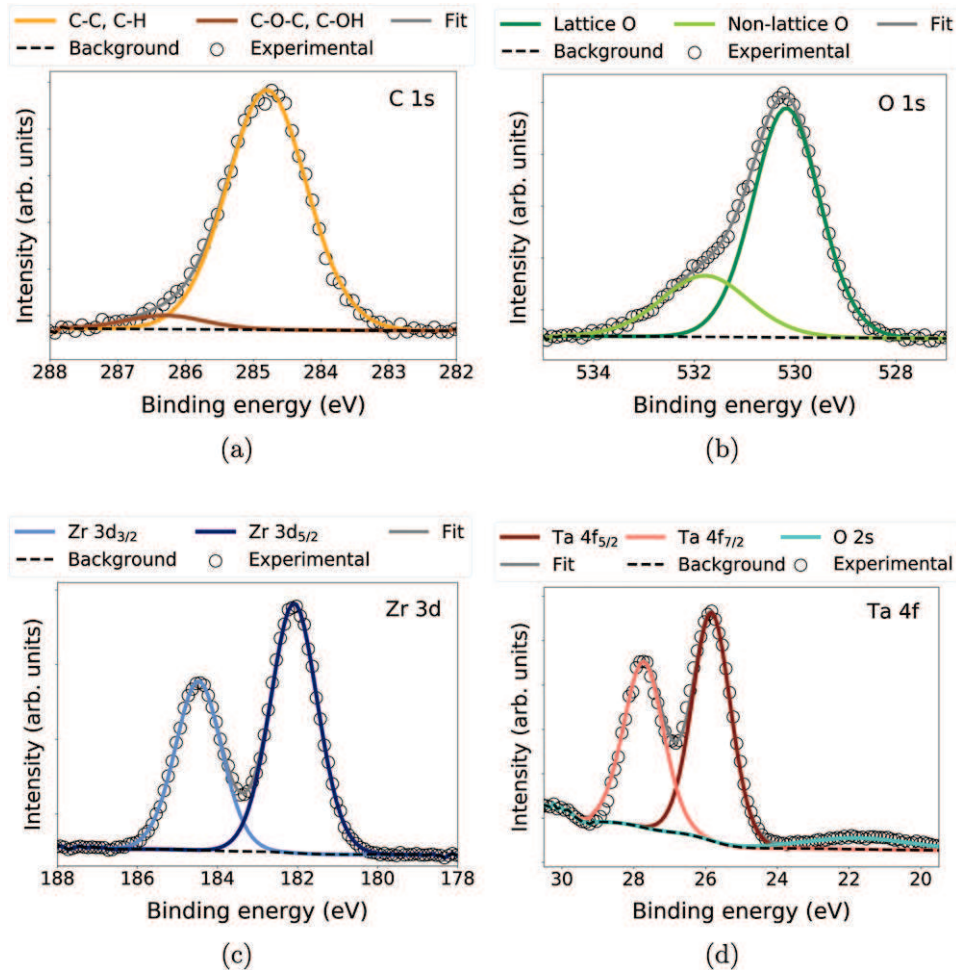 C-C, C-H C-O-C, C-OH Fit
Background Experimental
C 1s
Intensity (arb. units)
288 287 286 285 284 283 282
Binding energy (eV)
(a)
Lattice O Non-lattice O Fit
Background Experimental
O 1s
Intensity (arb. units)
534 532 530 528
Binding energy (eV)
(b)
Zr 3d3/2 Zr 3d5/2 Fit
Background Experimental
Zr 3d
Intensity (arb. units)
188 186 184 182 180 178
Binding energy (eV)
(c)
Ta 4f5/2 Ta 4f7/2 O 2s
Fit Background Experimental
Ta 4f
Intensity (arb. units)
30 28 26 24 22 20
Binding energy (eV)
(d)